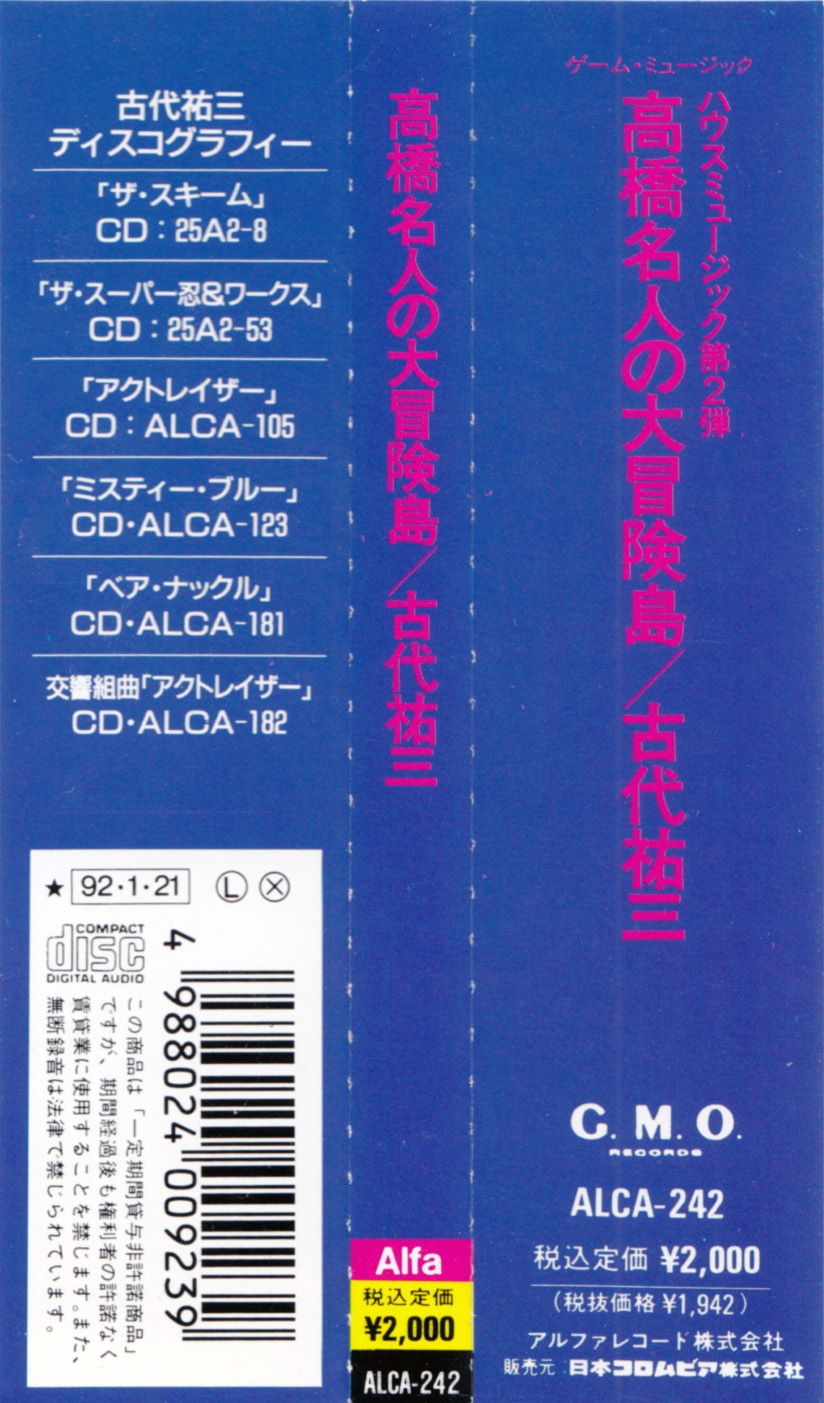 古代祐三
ディスコグラフィー
「ザ・スキーム」
CD：25A2-8
「ザ・スーパー忍&ワークス」
CD：25A2-53
「アクトレイザー」
CD：ALCA-105
「ミスティー・ブルー」
CD・ALCA-123
「ベア・ナックル」
CD・ALCA-181
交響組曲「アクトレイザー」
CD・ALCA-182
★ 92・1・21 Ⓛ Ⓧ
COMPACT
disc
DIGITAL AUDIO
4 988024 009239
この商品は「一定期間貸与非許諾商品」
ですが、期間経過後も権利者の許諾なく
賃貸業に使用することを禁じます。また、
無断録音は法律で禁じられています。
高橋名人の大冒険島／古代祐三
Alfa
税込定価
¥2,000
ALCA-242
ゲーム・ミュージック
ハウスミュージック第2弾
高橋名人の大冒険島／古代祐三
G. M. O.
RECORDS
ALCA-242
税込定価 ¥2,000
（税抜価格 ¥1,942）
アルファレコード株式会社
販売元：日本コロムビア株式会社